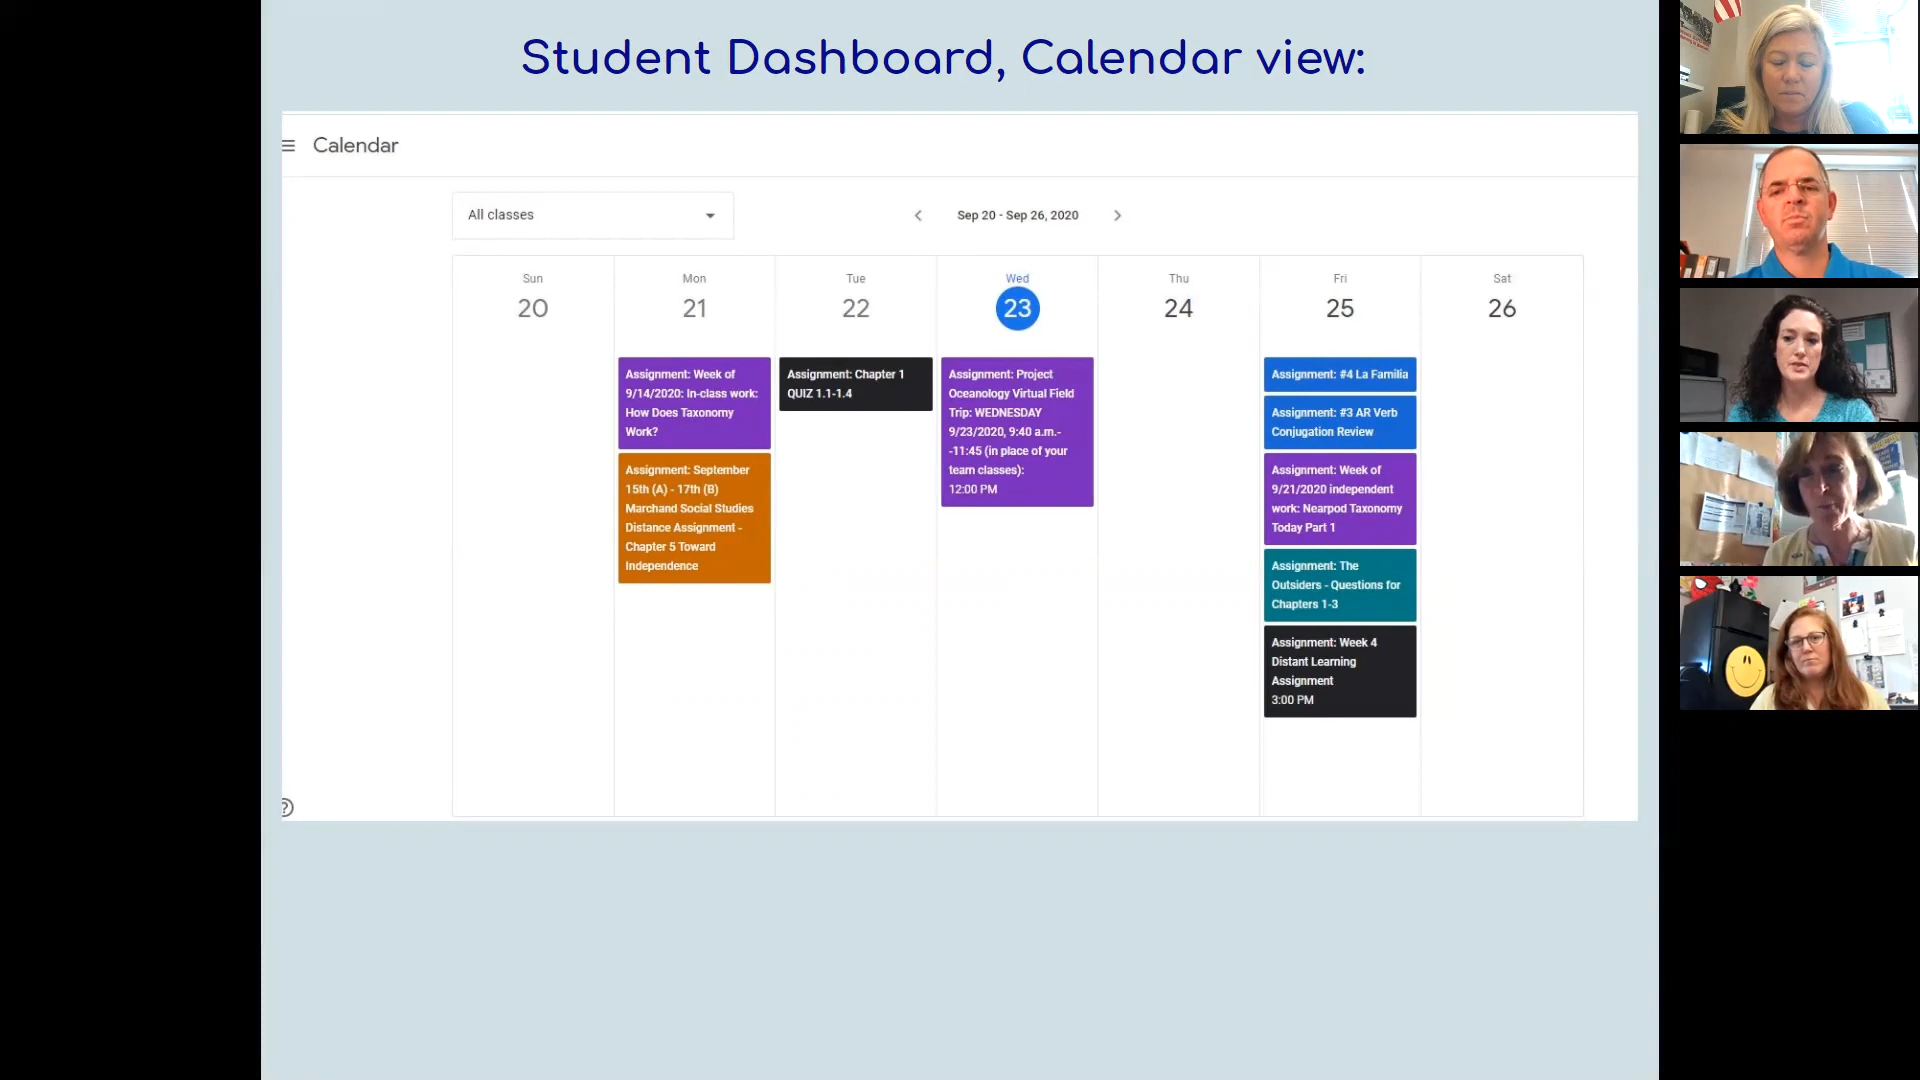 Student Dashboard, Calendar view:
Calendar
All classes
Sep 20 - Sep 26, 2020
Sun
20
Mon
21
Tue
22
Wed
23
Thu
24
Fri
25
Sat
26
Assignment: Week of
9/14/2020: In-class work:
How Does Taxonomy
Work?
Assignment: September
15th (A) - 17th (B)
Marchand Social Studies
Distance Assignment -
Chapter 5 Toward
Independence
Assignment: Chapter 1
QUIZ 1.1-1.4
Assignment: Project
Oceanology Virtual Field
Trip: WEDNESDAY
9/23/2020, 9:40 a.m.-
-11:45 (in place of your
team classes):
12:00 PM
Assignment: #4 La Familia
Assignment: #3 AR Verb
Conjugation Review
Assignment: Week of
9/21/2020 independent
work: Nearpod Taxonomy
Today Part 1
Assignment: The
Outsiders - Questions for
Chapters 1-3
Assignment: Week 4
Distant Learning
Assignment
3:00 PM
?